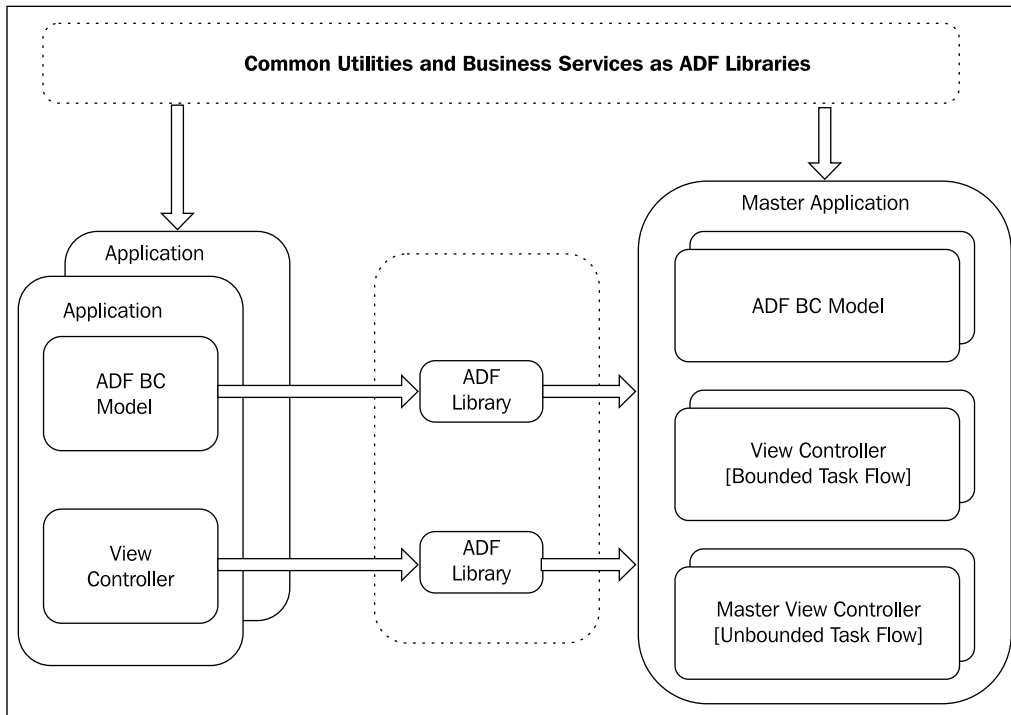 Common Utilities and Business Services as ADF Libraries
Application
Application
ADF BC
Model
View
Controller
ADF
Library
ADF
Library
Master Application
ADF BC Model
View Controller
[Bounded Task Flow]
Master View Controller
[Unbounded Task Flow]